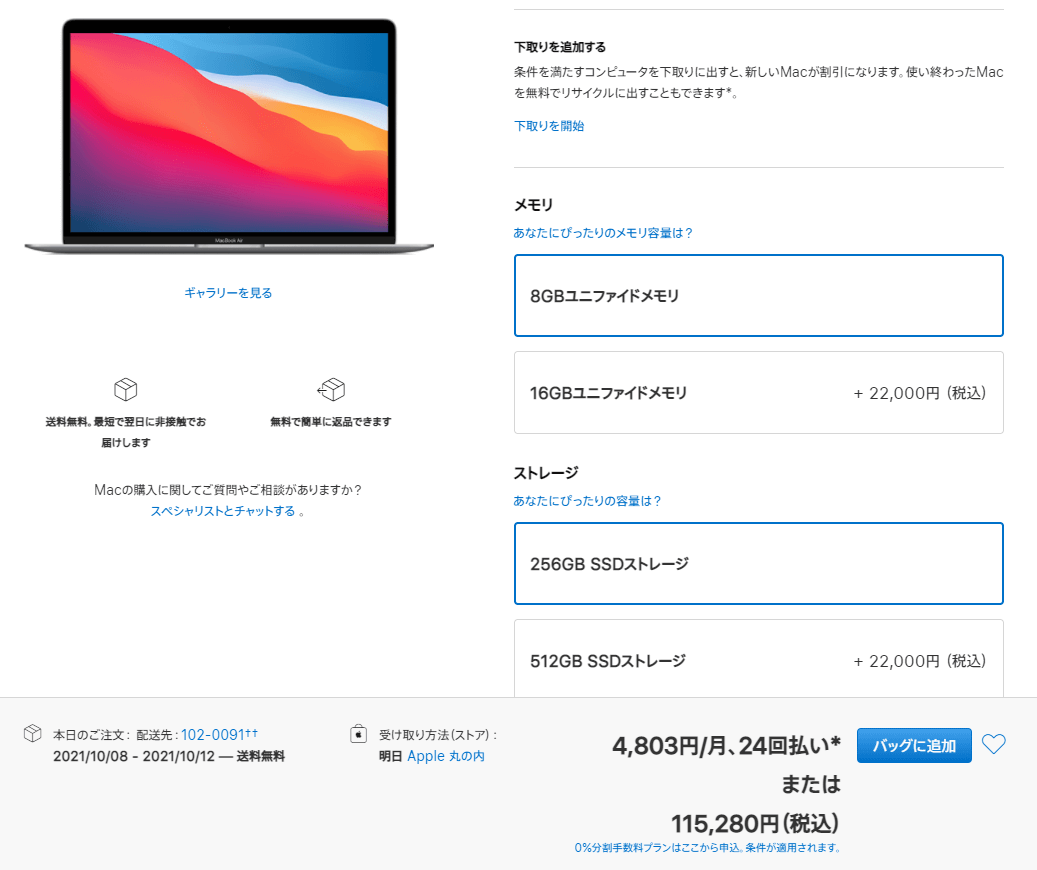 MacBook Air
ギャラリーを見る
送料無料。最短で翌日に非接触でお
届けします
無料で簡単に返品できます
Macの購入に関してご質問やご相談がありますか？
スペシャリストとチャットする 。
下取りを追加する
条件を満たすコンピュータを下取りに出すと、新しいMacが割引になります。使い終わったMac
を無料でリサイクルに出すこともできます*。
下取りを開始
メモリ
あなたにぴったりのメモリ容量は？
8GBユニファイドメモリ
16GBユニファイドメモリ + 22,000円（税込）
ストレージ
あなたにぴったりの容量は？
256GB SSDストレージ
512GB SSDストレージ + 22,000円（税込）
本日のご注文： 配送先：102-0091††
2021/10/08 - 2021/10/12 — 送料無料
受け取り方法（ストア）：
明日 Apple 丸の内
4,803円/月、24回払い*
または
115,280円（税込）
0%分割手数料プランはここから申込。条件が適用されます。
バッグに追加